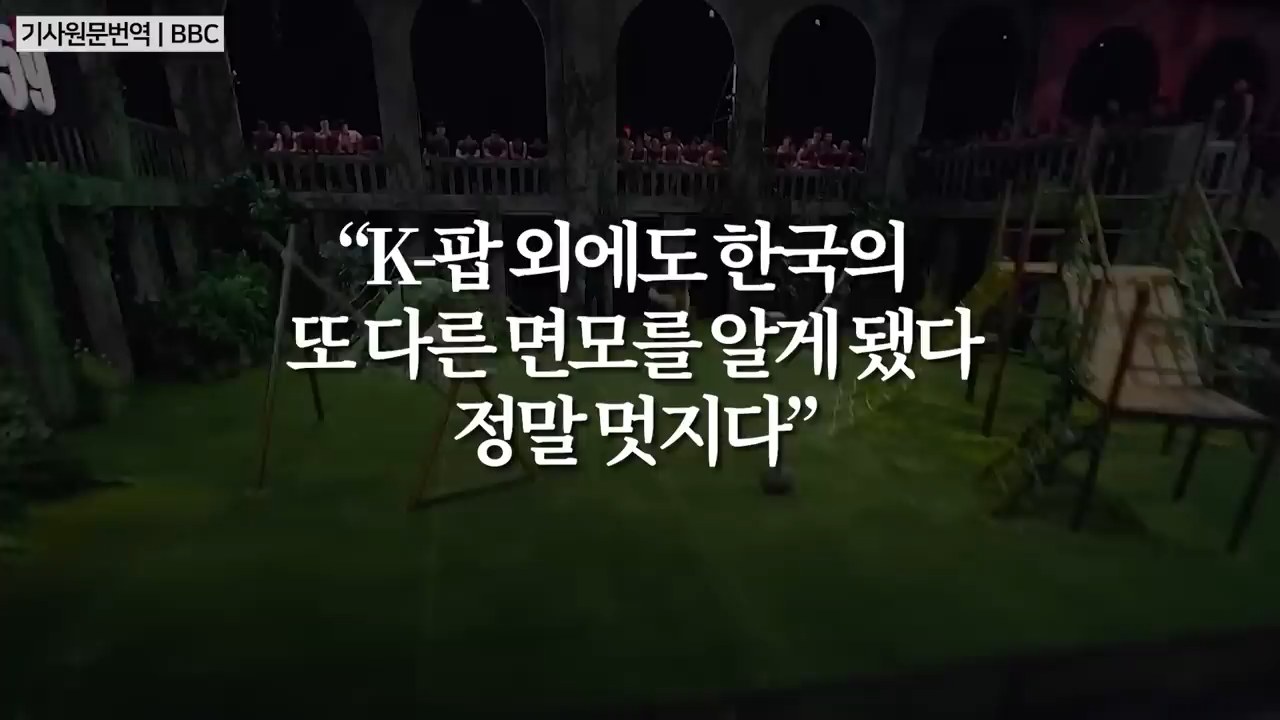 기사원문번역 | BBC
59
“K-팝 외에도 한국의
또 다른 면모를 알게 됐다
정말 멋지다”